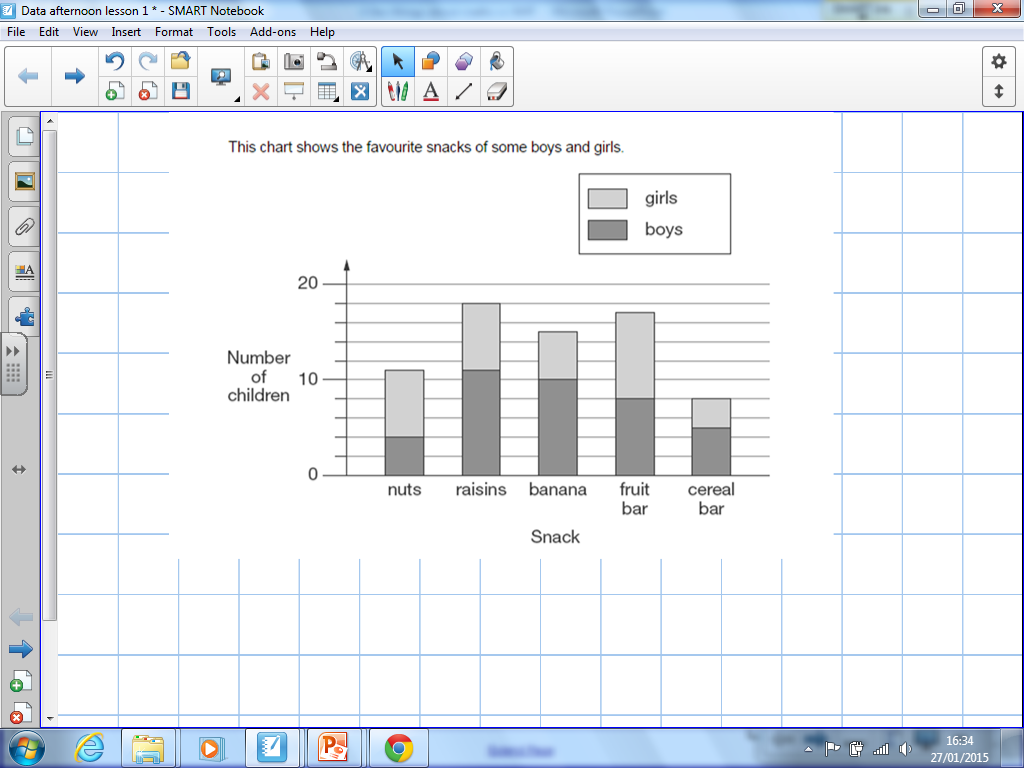 Data afternoon lesson 1 * - SMART Notebook
File Edit View Insert Format Tools Add-ons Help
This chart shows the favourite snacks of some boys and girls.
girls
boys
20
Number
of
children
10
0
nuts raisins banana fruit bar cereal bar
Snack
16:34
27/01/2015